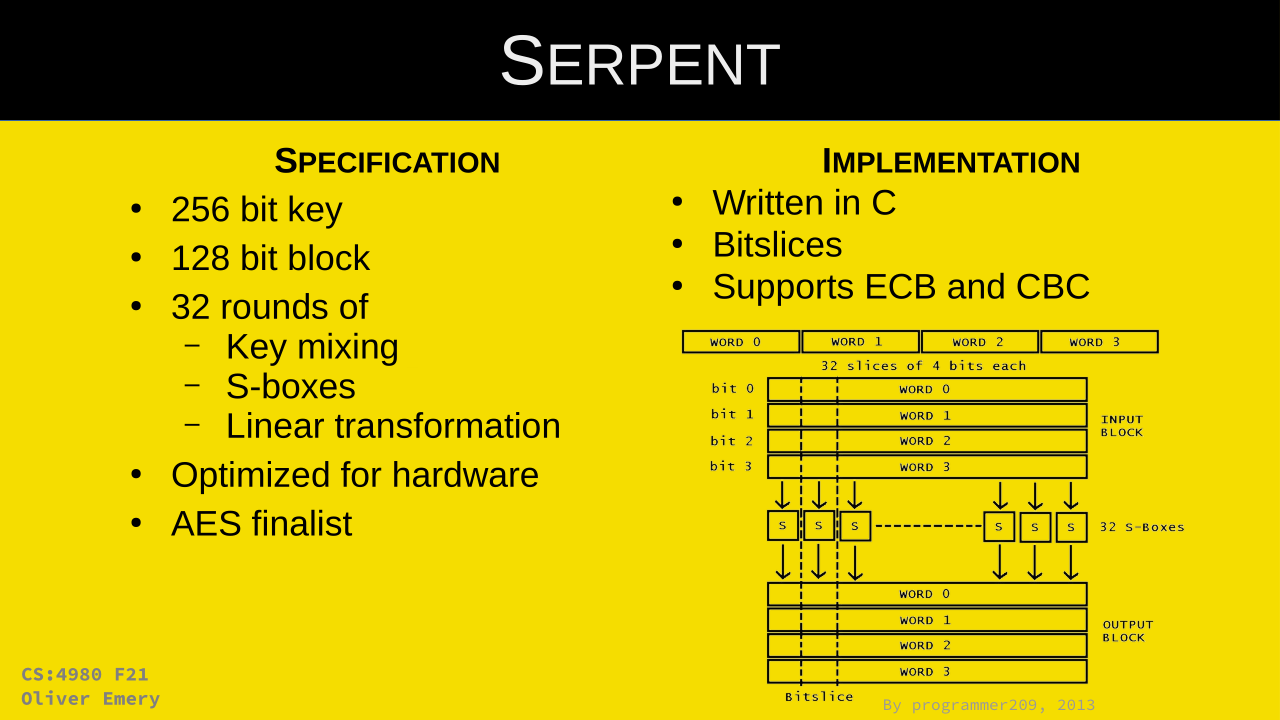 SERPENT
SPECIFICATION
• 256 bit key
• 128 bit block
• 32 rounds of
– Key mixing
– S-boxes
– Linear transformation
• Optimized for hardware
• AES finalist
IMPLEMENTATION
• Written in C
• Bitslices
• Supports ECB and CBC
WORD 0 WORD 1 WORD 2 WORD 3
32 slices of 4 bits each
bit 0 WORD 0
bit 1 WORD 1
bit 2 WORD 2
bit 3 WORD 3
INPUT
BLOCK
S S S S S S 32 S-Boxes
WORD 0
WORD 1
WORD 2
WORD 3
OUTPUT
BLOCK
Bitslice
By programmer209, 2013
CS:4980 F21
Oliver Emery